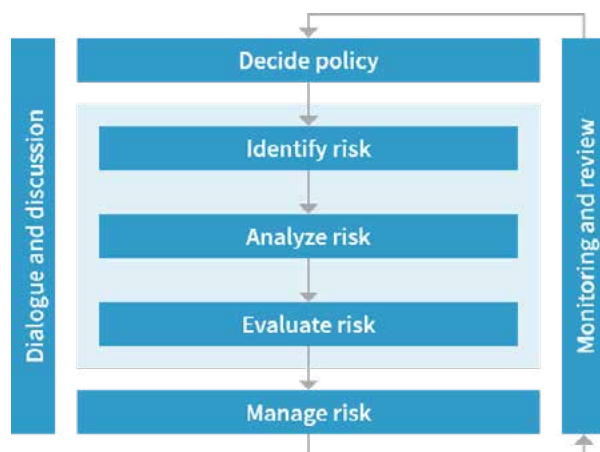 Decide policy
Dialogue and discussion
Identify risk
Analyze risk
Evaluate risk
Manage risk
Monitoring and review